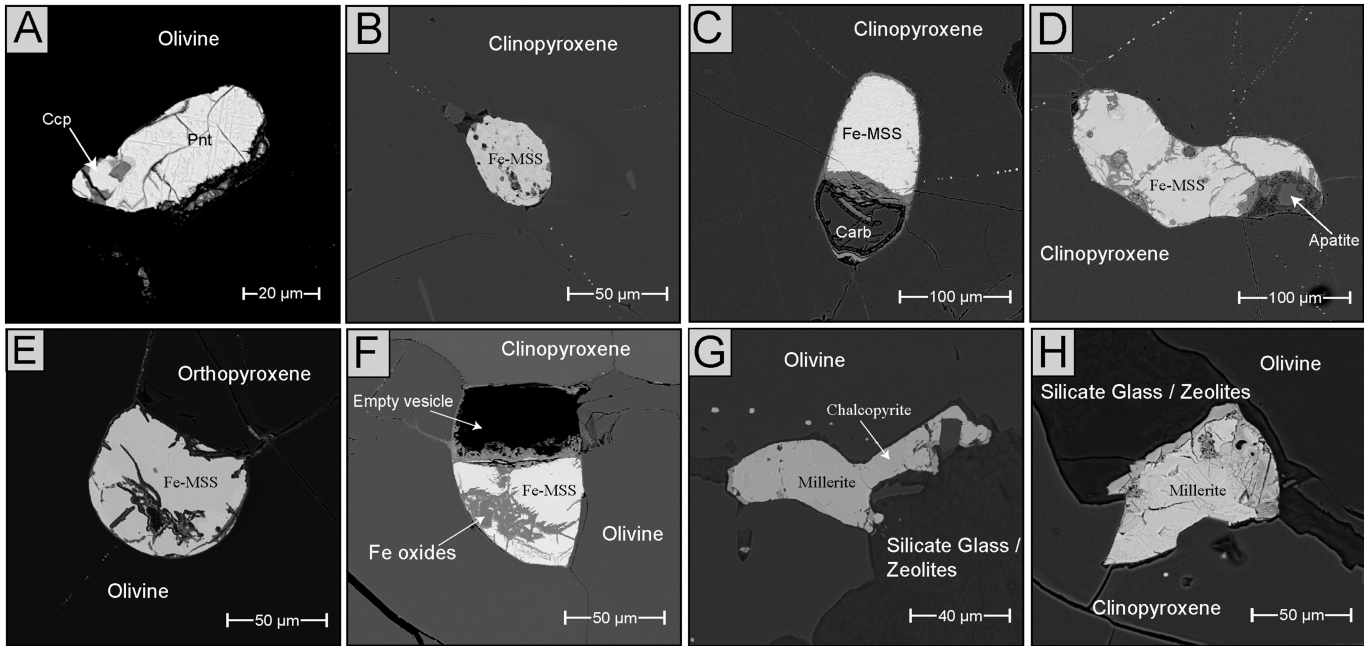 A
Olivine
Ccp
Pnt
20 µm
B
Clinopyroxene
Fe-MSS
50 µm
C
Clinopyroxene
Fe-MSS
Carb
100 µm
D
Fe-MSS
Apatite
Clinopyroxene
100 µm
E
Orthopyroxene
Fe-MSS
Olivine
50 µm
F
Clinopyroxene
Empty vesicle
Fe-MSS
Fe oxides
Olivine
50 µm
G
Olivine
Chalcopyrite
Millerite
Silicate Glass /
Zeolites
40 µm
H
Olivine
Silicate Glass / Zeolites
Millerite
Clinopyroxene
50 µm